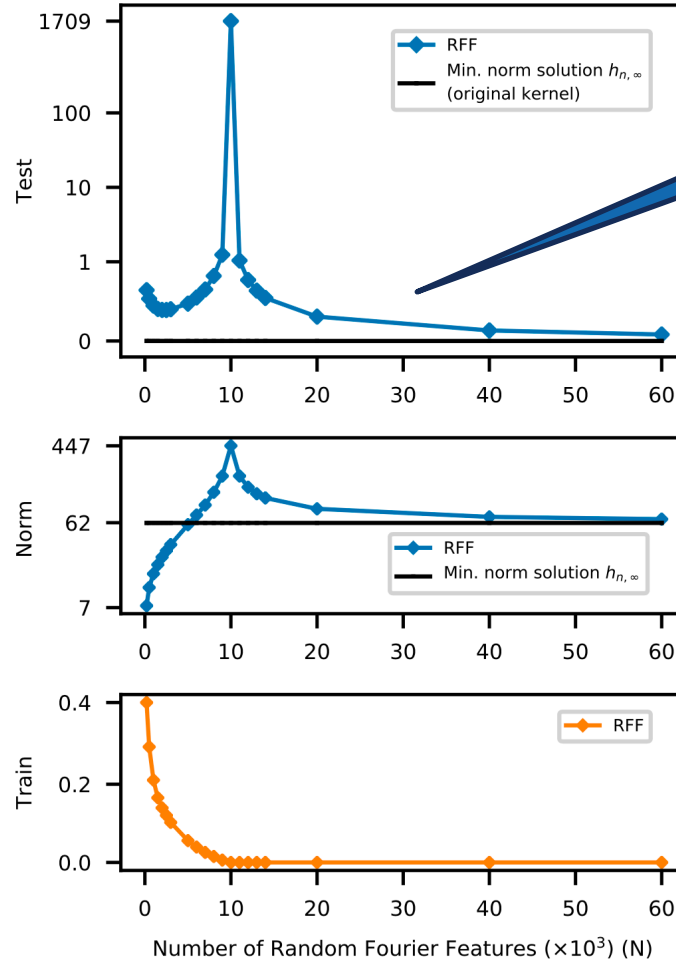 1709
100
10
1
0
Test
RFF
Min. norm solution h_{n,∞}
(original kernel)
0 10 20 30 40 50 60
447
62
7
Norm
RFF
Min. norm solution h_{n,∞}
0 10 20 30 40 50 60
0.4
0.2
0.0
Train
RFF
0 10 20 30 40 50 60
Number of Random Fourier Features (×10³) (N)